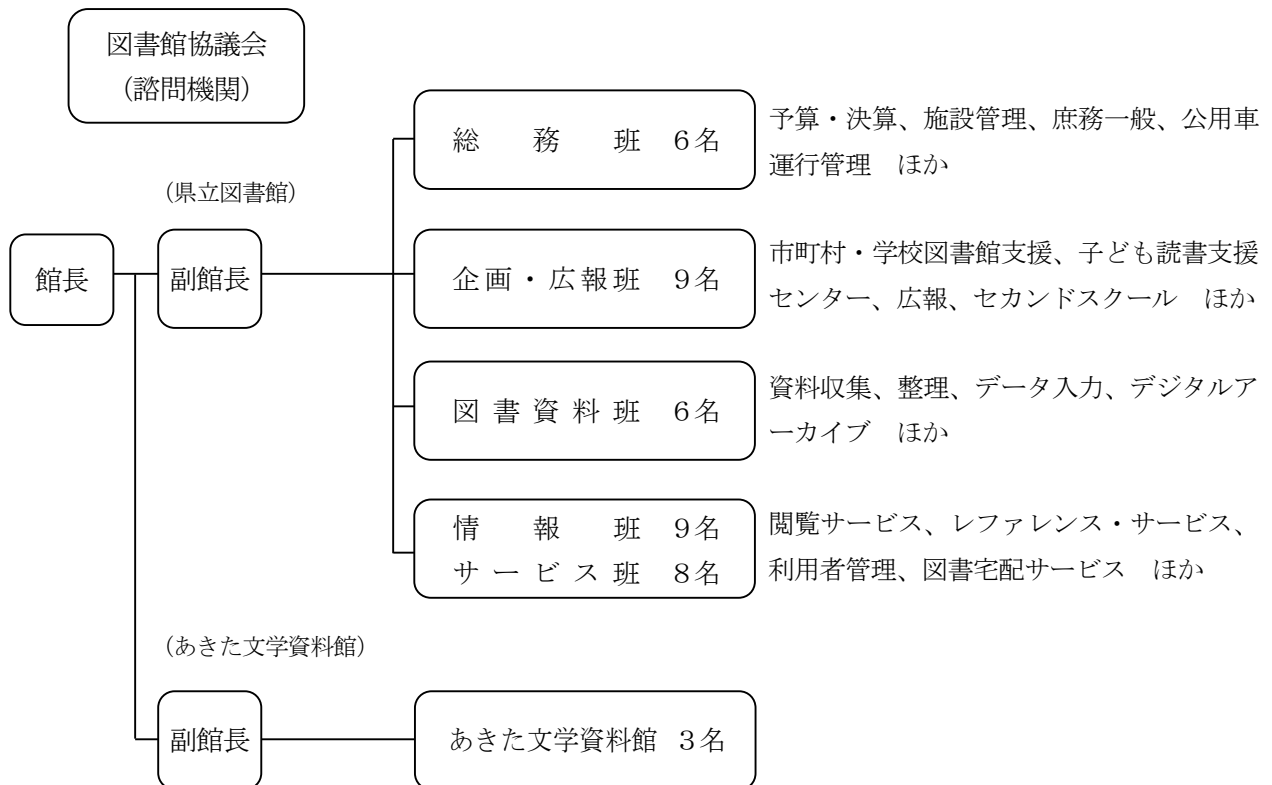 図書館協議会
（諮問機関）
総務班 6名
予算・決算、施設管理、庶務一般、公用車
運行管理 ほか
（県立図書館）
館長
副館長
企画・広報班 9名
市町村・学校図書館支援、子ども読書支援
センター、広報、セカンドスクール ほか
図書資料班 6名
資料収集、整理、データ入力、デジタルア
ーカイブ ほか
情報班 9名
サービス班 8名
閲覧サービス、レファレンス・サービス、
利用者管理、図書宅配サービス ほか
（あきた文学資料館）
副館長
あきた文学資料館 3名